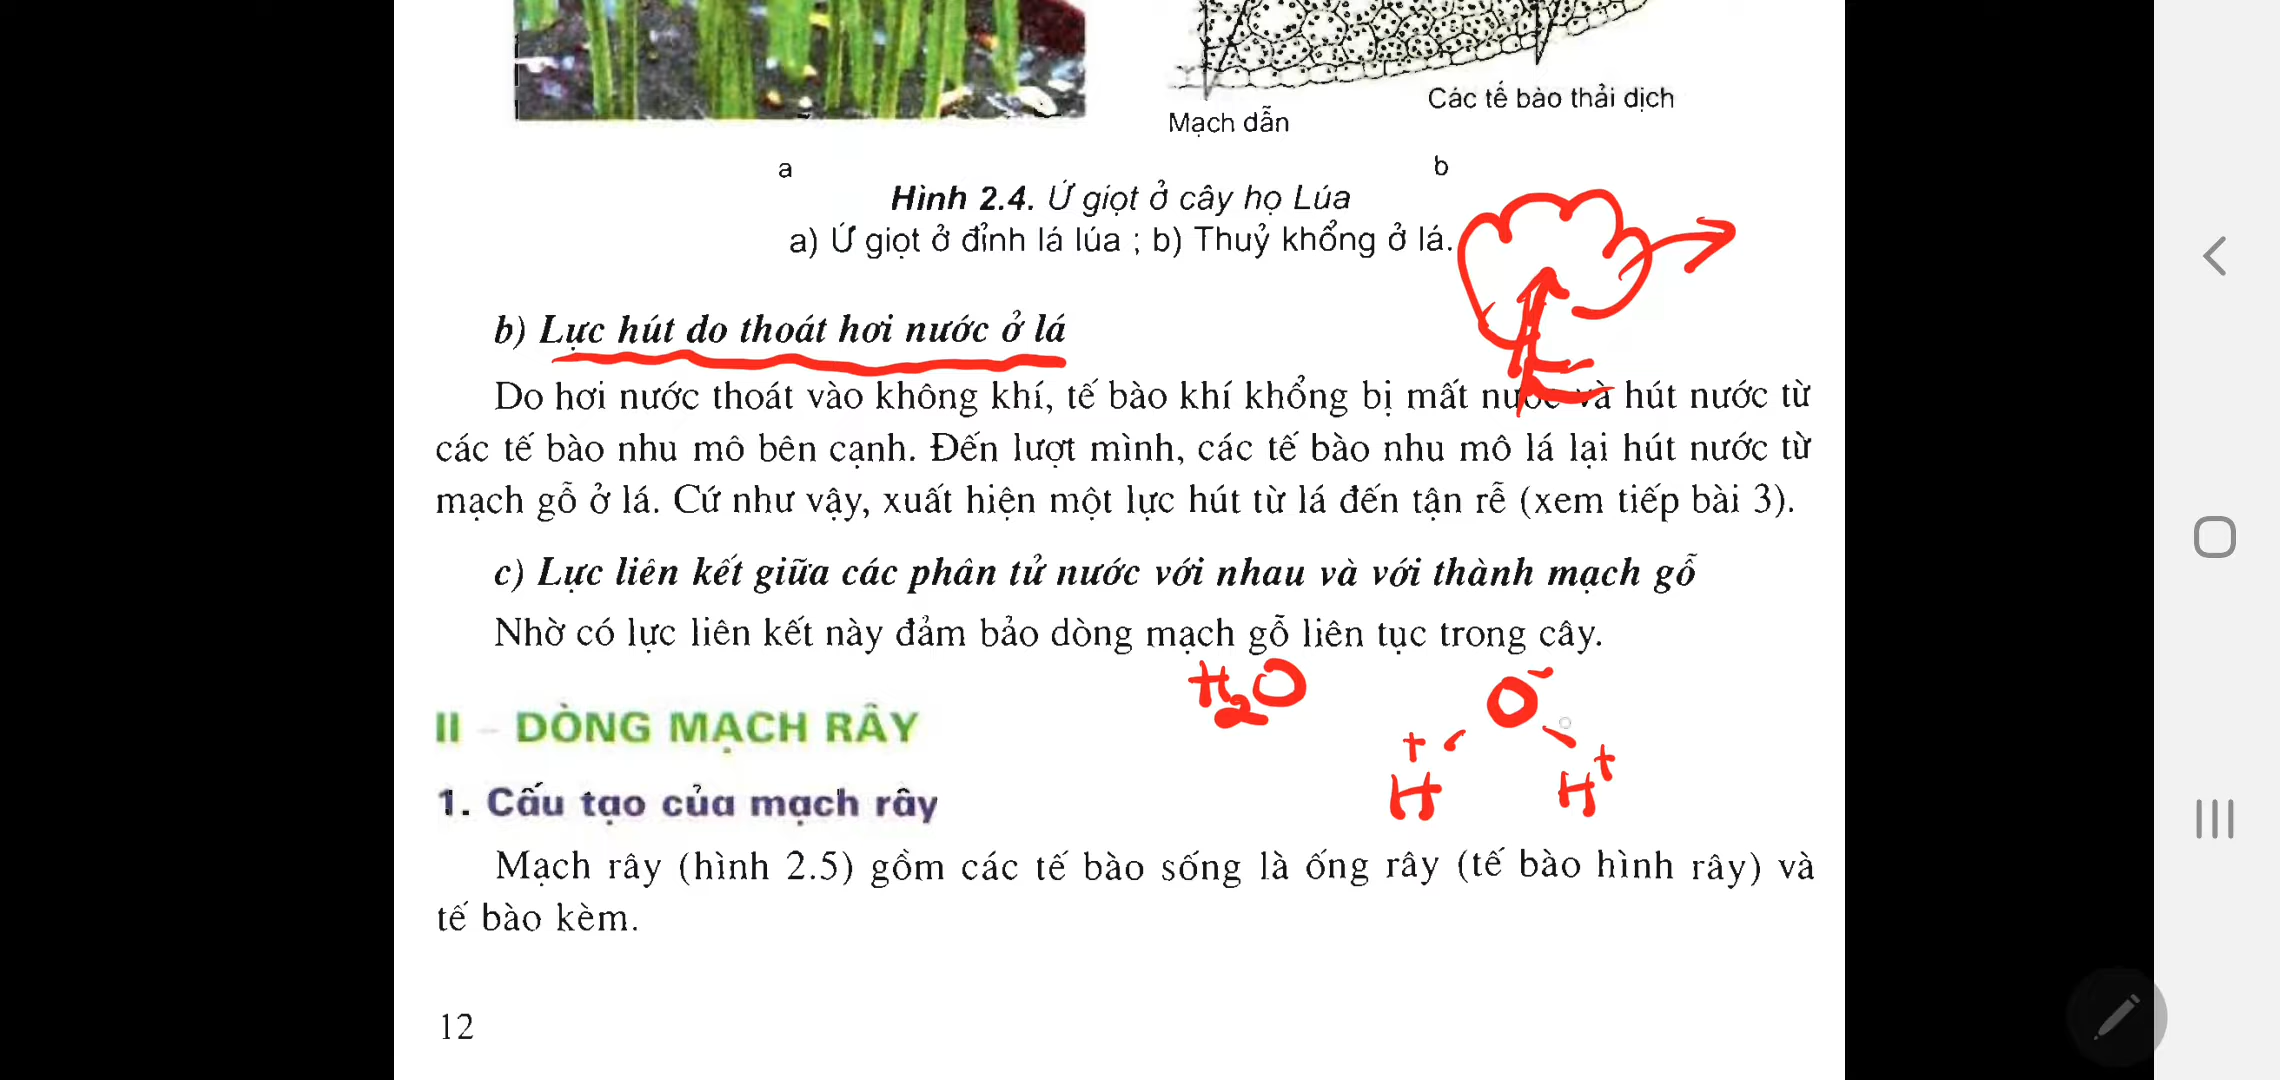 Các tế bào thải dịch
Mạch dẫn
a
b
Hình 2.4. Ứ giọt ở cây họ Lúa
a) Ứ giọt ở đỉnh lá lúa ; b) Thuỷ khổng ở lá.
b) Lực hút do thoát hơi nước ở lá
Do hơi nước thoát vào không khí, tế bào khí khổng bị mất nước và hút nước từ
các tế bào nhu mô bên cạnh. Đến lượt mình, các tế bào nhu mô lá lại hút nước từ
mạch gỗ ở lá. Cứ như vậy, xuất hiện một lực hút từ lá đến tận rễ (xem tiếp bài 3).
c) Lực liên kết giữa các phân tử nước với nhau và với thành mạch gỗ
Nhờ có lực liên kết này đảm bảo dòng mạch gỗ liên tục trong cây.
H2O
O-
+ +
H H
II - DÒNG MẠCH RÂY
1. Cấu tạo của mạch rây
Mạch rây (hình 2.5) gồm các tế bào sống là ống rây (tế bào hình rây) và
tế bào kèm.
12